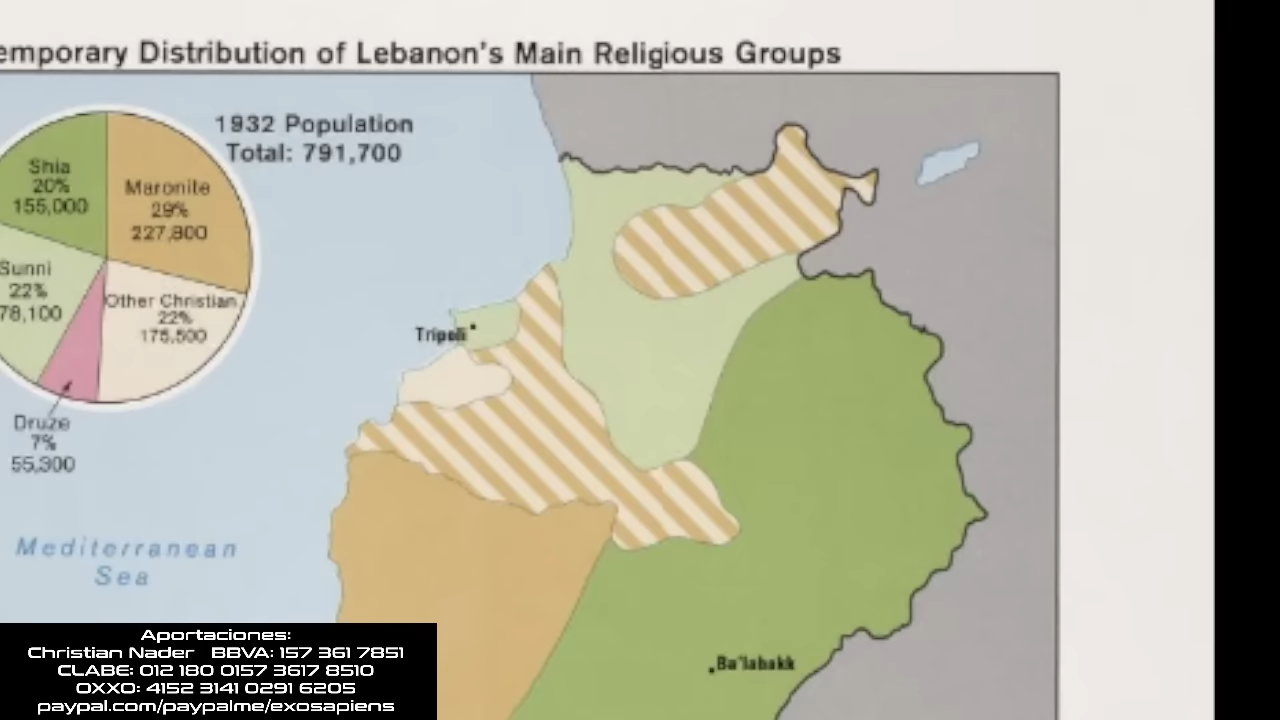 emporary Distribution of Lebanon's Main Religious Groups
1932 Population
Total: 791,700
Shia
20%
155,000
Maronite
29%
227,800
Sunni
22%
78,100
Other Christian
22%
175,500
Tripoli
Druze
7%
55,300
Mediterranean
Sea
Ba'labakk
Aportaciones:
Christian Nader BBVA: 157 361 7851
CLABE: 012 180 0157 3617 8510
OXXO: 4152 3141 0291 6205
paypal.com/paypalme/exosapiens